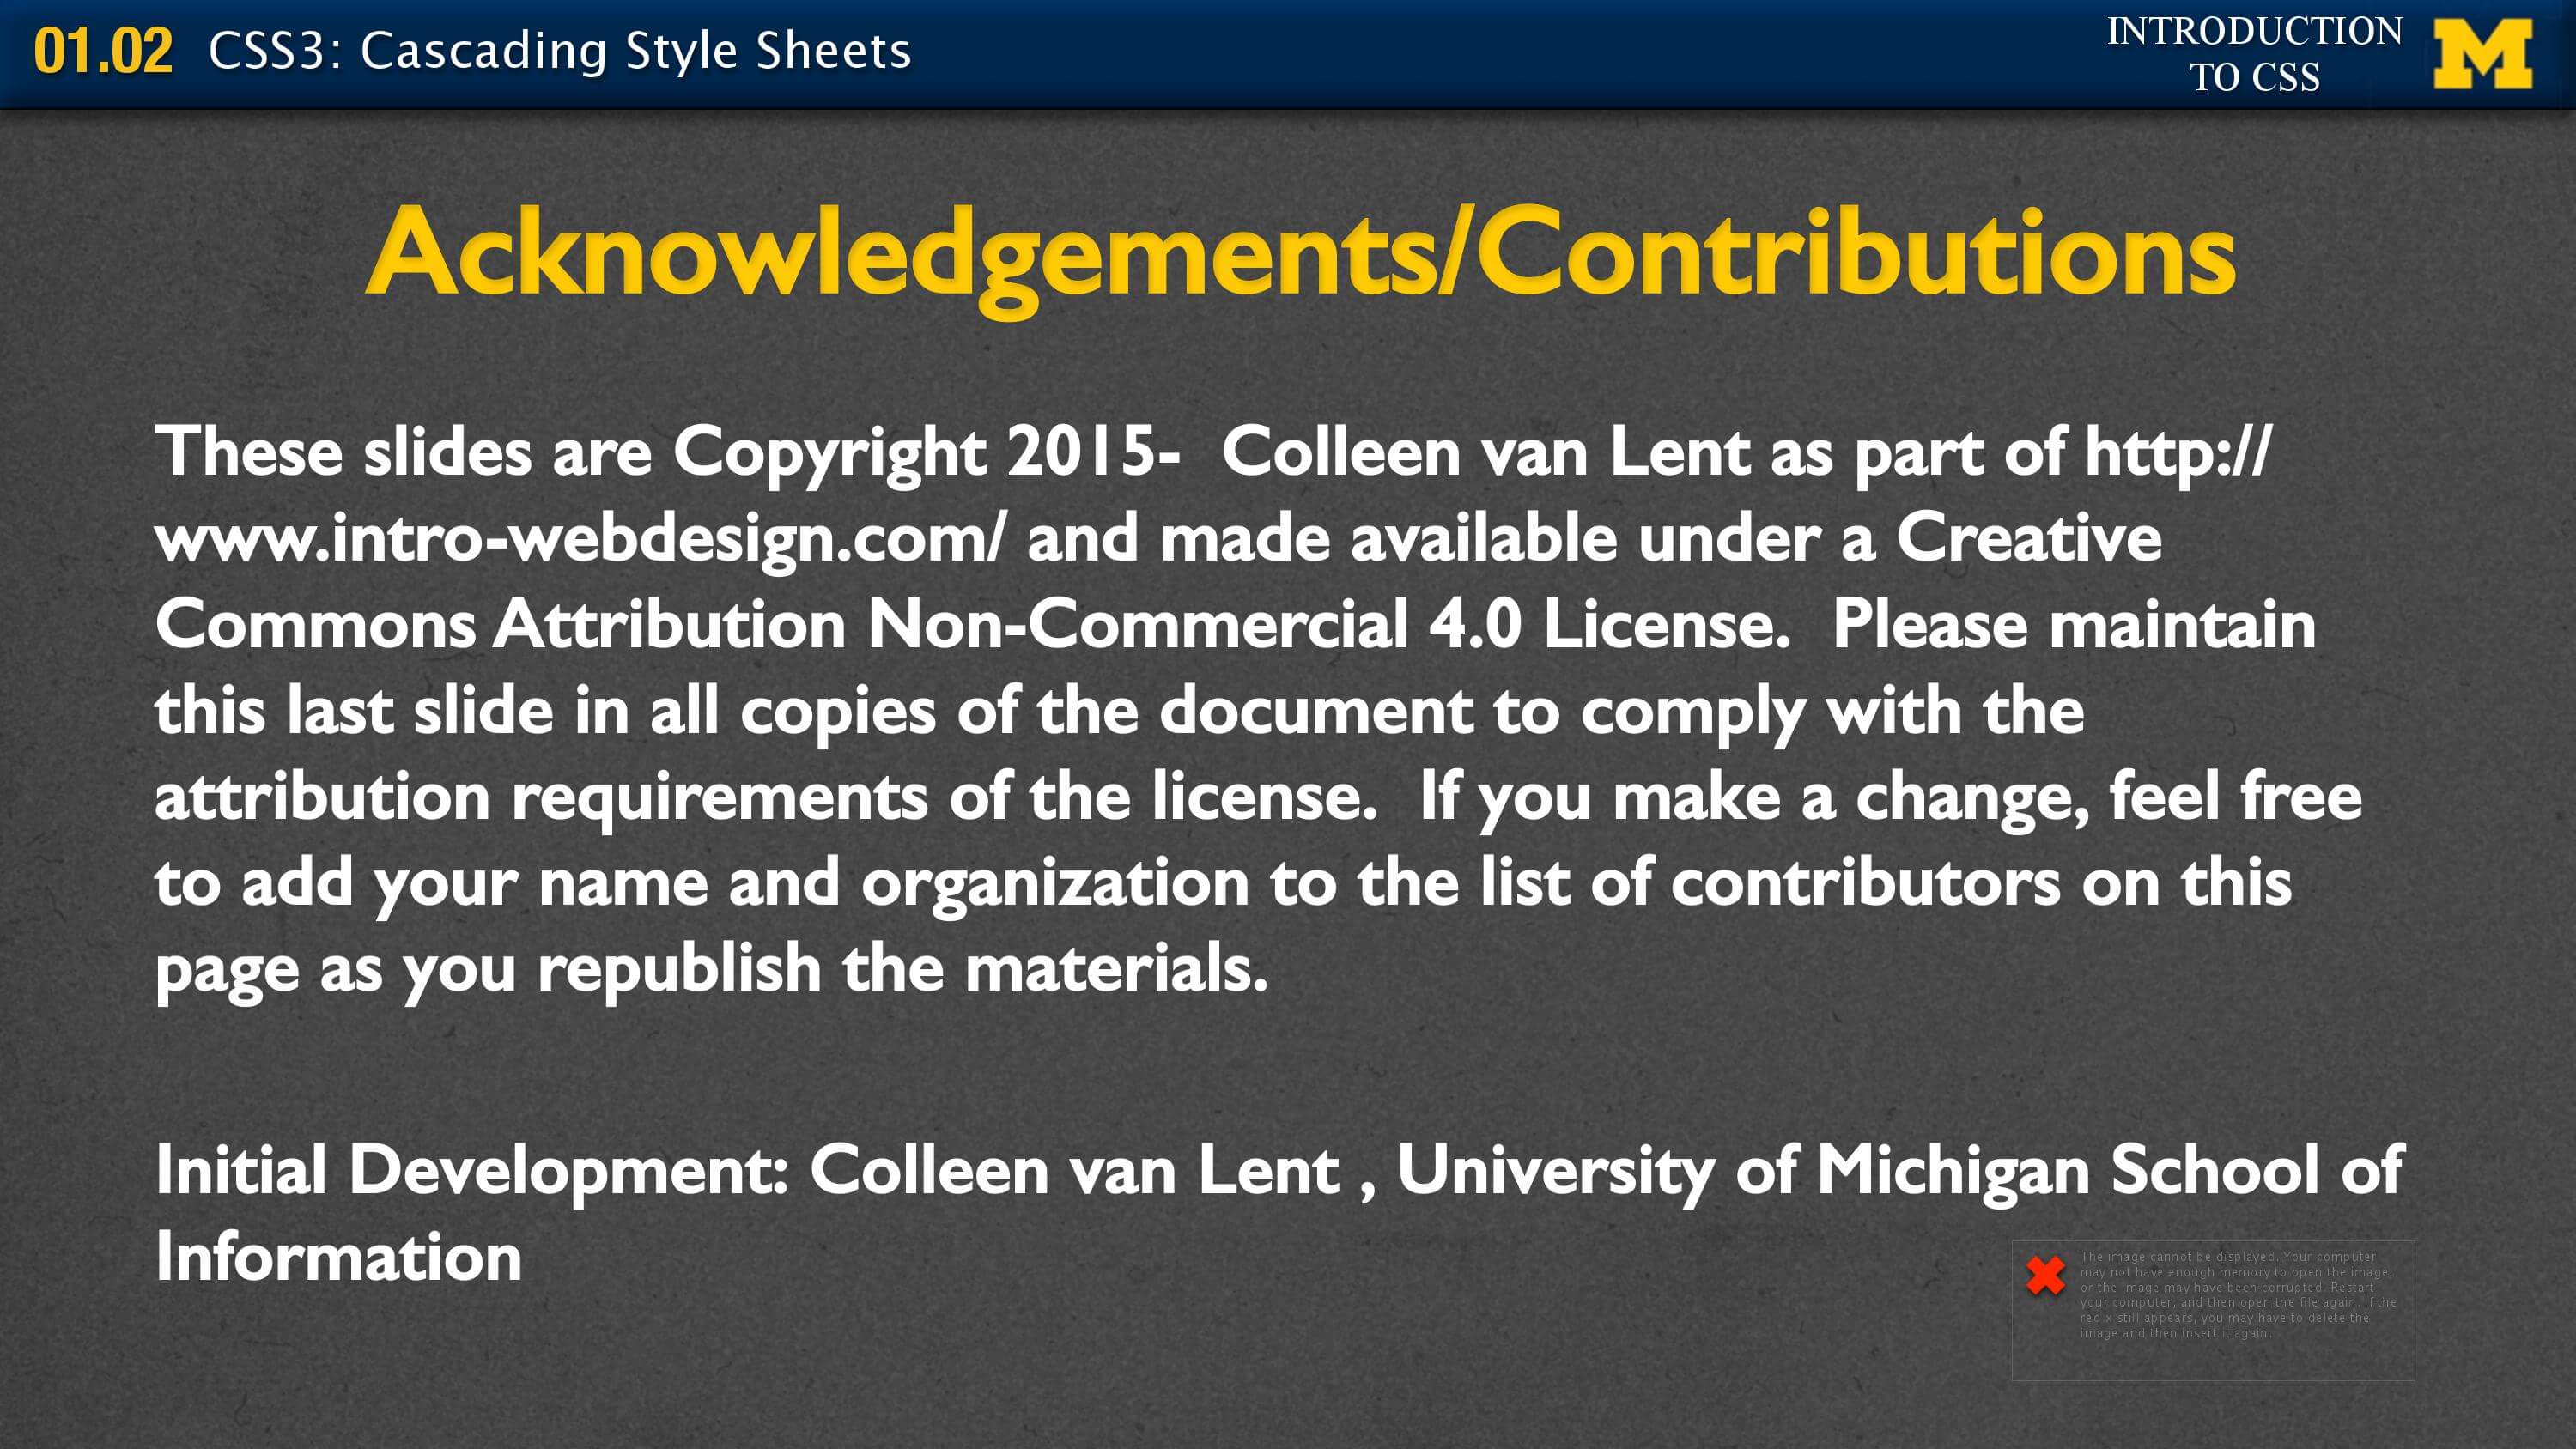 01.02 CSS3: Cascading Style Sheets
INTRODUCTION
TO CSS
M
Acknowledgements/Contributions
These slides are Copyright 2015-  Colleen van Lent as part of http://
www.intro-webdesign.com/ and made available under a Creative
Commons Attribution Non-Commercial 4.0 License.  Please maintain
this last slide in all copies of the document to comply with the
attribution requirements of the license.  If you make a change, feel free
to add your name and organization to the list of contributors on this
page as you republish the materials.
Initial Development: Colleen van Lent , University of Michigan School of
Information
The image cannot be displayed. Your computer
may not have enough memory to open the image,
or the image may have been corrupted. Restart
your computer, and then open the file again. If the
red x still appears, you may have to delete the
image and then insert it again.